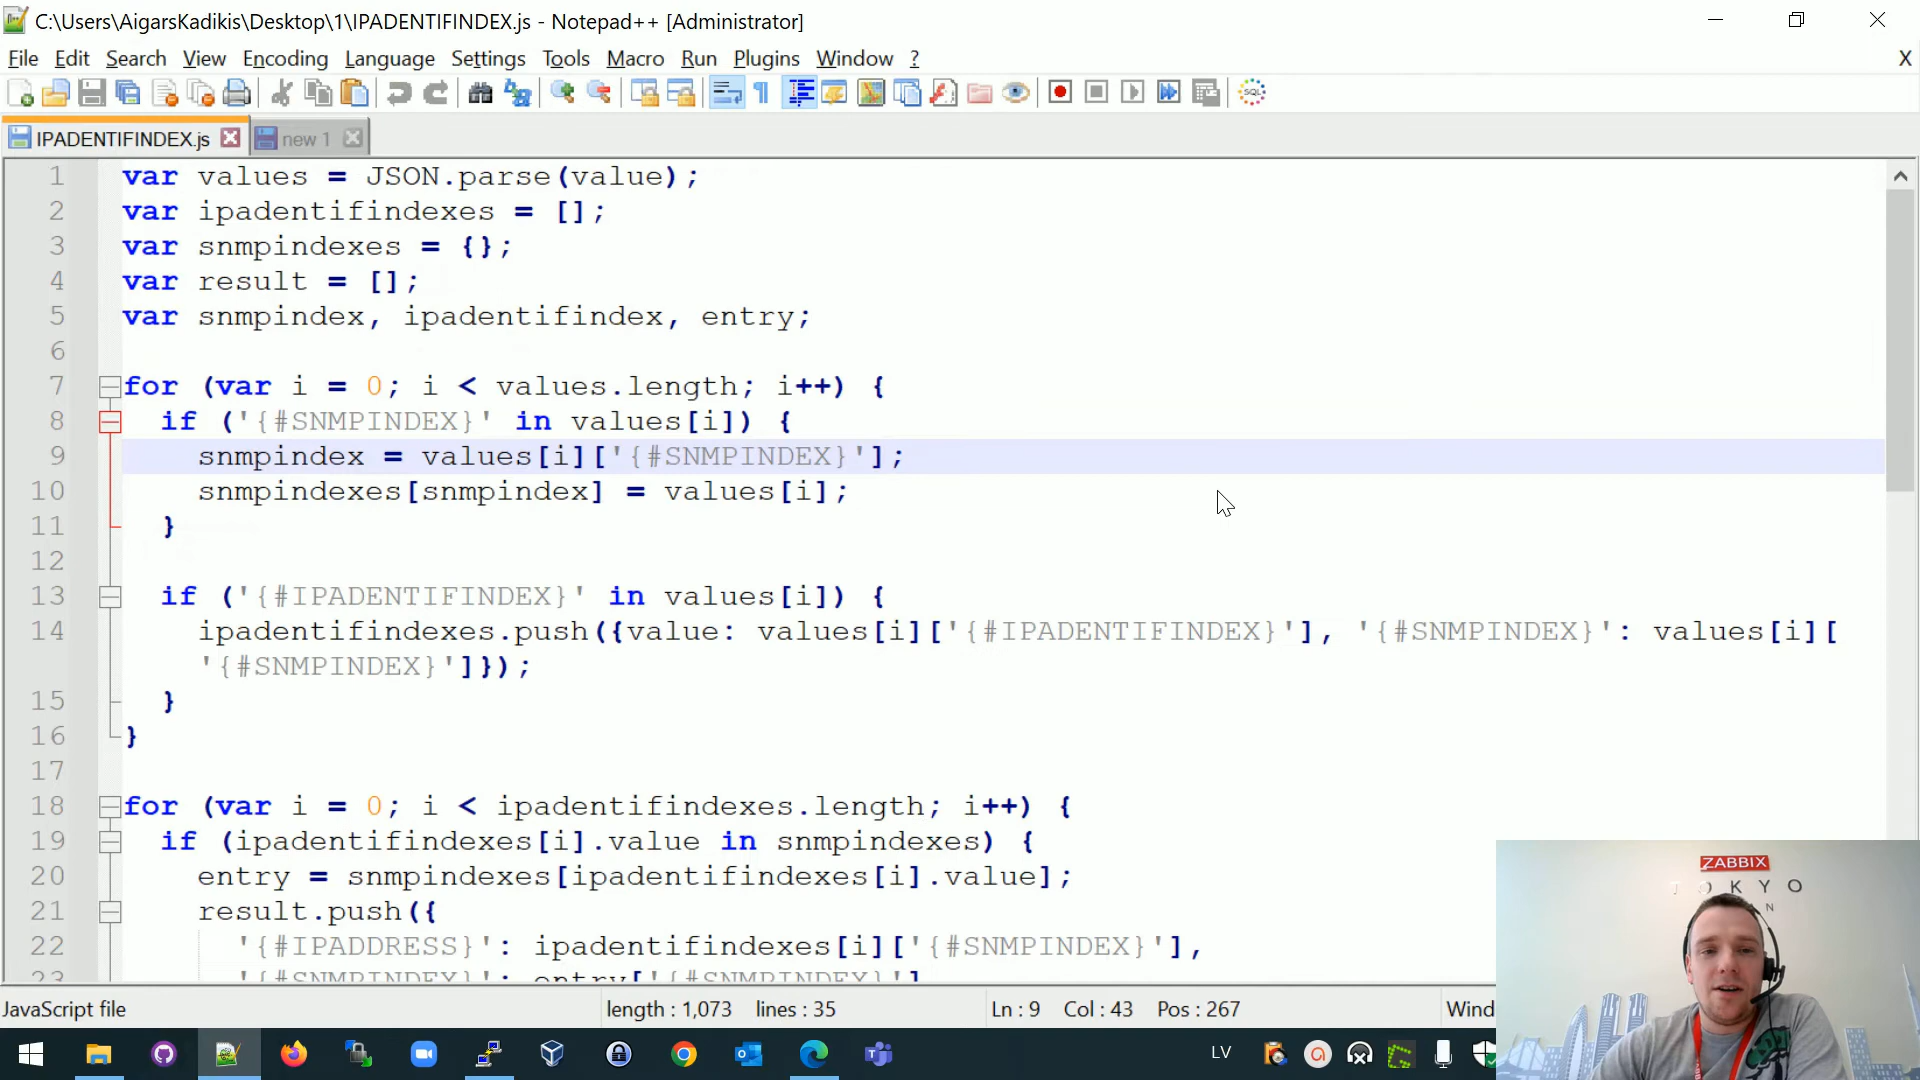 C:\Users\AigarsKadikis\Desktop\1\IPADENTIFINDEX.js - Notepad++ [Administrator]
File Edit Search View Encoding Language Settings Tools Macro Run Plugins Window ? X
IPADENTIFINDEX.js new 1
1 var values = JSON.parse(value);
2 var ipadentifindexes = [];
3 var snmpindexes = {};
4 var result = [];
5 var snmpindex, ipadentifindex, entry;
6
7 for (var i = 0; i < values.length; i++) {
8 if ('{#SNMPINDEX}' in values[i]) {
9 snmpindex = values[i]['{#SNMPINDEX}'];
10 snmpindexes[snmpindex] = values[i];
11 }
12
13 if ('{#IPADENTIFINDEX}' in values[i]) {
14 ipadentifindexes.push({value: values[i]['{#IPADENTIFINDEX}'], '{#SNMPINDEX}': values[i][
'{#SNMPINDEX}']});
15 }
16 }
17
18 for (var i = 0; i < ipadentifindexes.length; i++) {
19 if (ipadentifindexes[i].value in snmpindexes) {
20 entry = snmpindexes[ipadentifindexes[i].value];
21 result.push({
22 '{#IPADDRESS}': ipadentifindexes[i]['{#SNMPINDEX}'],
23 '{#SNMPINDEX}': entry['{#SNMPINDEX}']
ZABBIX
TOKYO
JavaScript file length : 1,073 lines : 35 Ln : 9 Col : 43 Pos : 267 Wind
LV